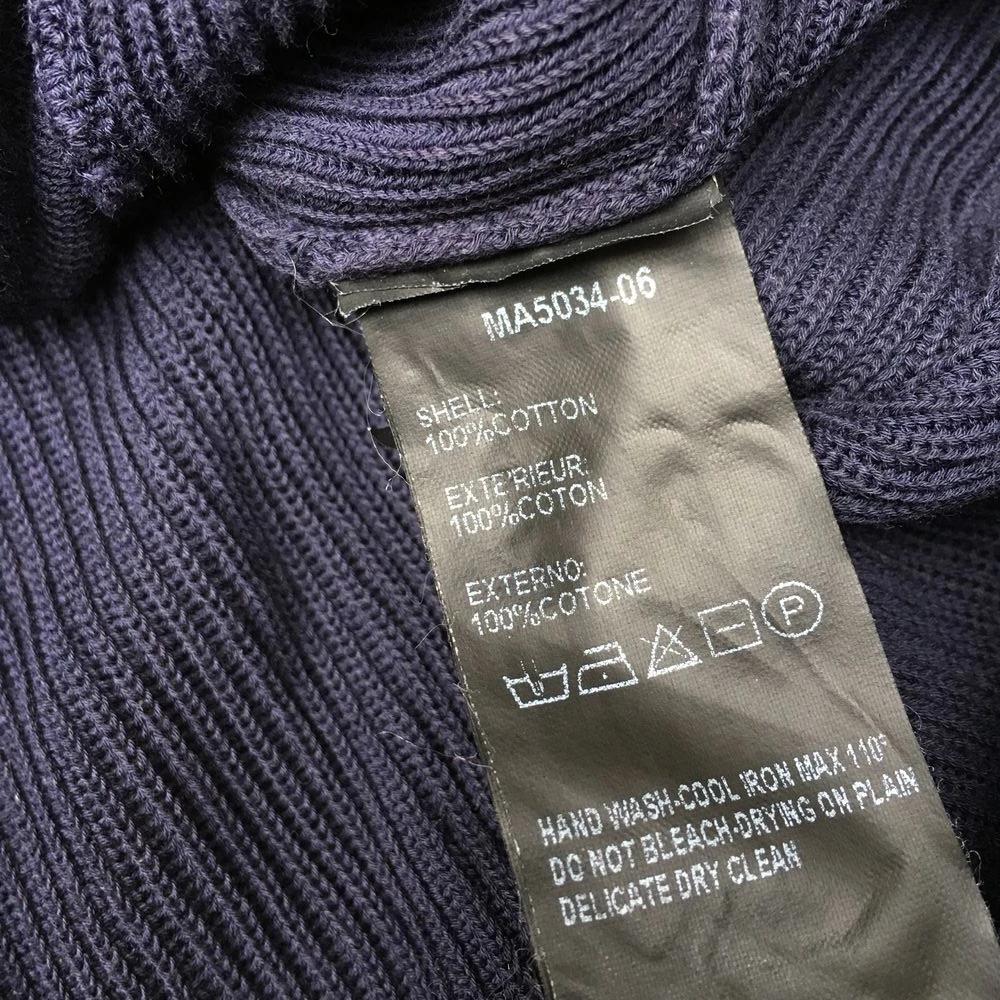 MA5034-06
SHELL:
100%COTTON
EXTE'RIEUR:
100%COTON
EXTERNO:
100%COTONE
P
HAND WASH-COOL IRON MAX 110°
DO NOT BLEACH-DRYING ON PLAIN
DELICATE DRY CLEAN